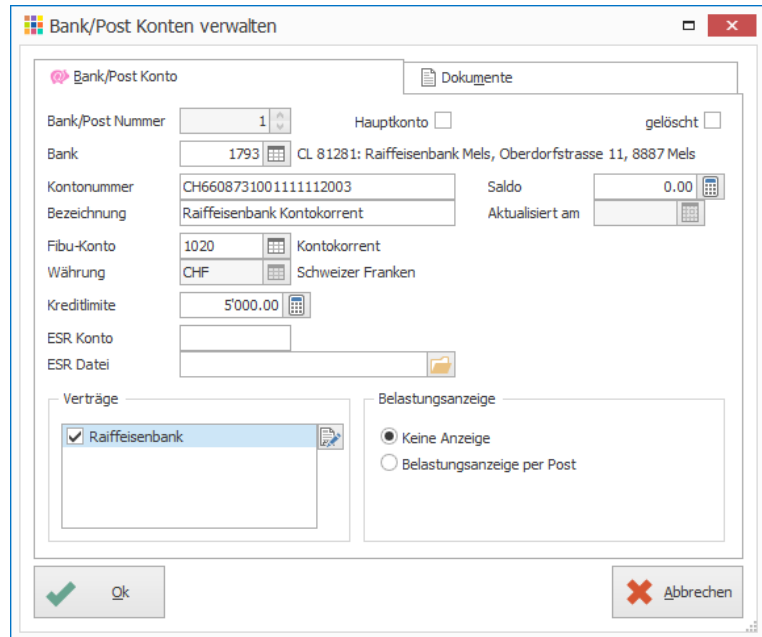 Bank/Post Konten verwalten
Bank/Post Konto Dokumente
Bank/Post Nummer 1 Hauptkonto gelöscht
Bank 1793 CL 81281: Raiffeisenbank Mels, Oberdorfstrasse 11, 8887 Mels
Kontonummer CH6608731001111112003 Saldo 0.00
Bezeichnung Raiffeisenbank Kontokorrent Aktualisiert am
Fibu-Konto 1020 Kontokorrent
Währung CHF Schweizer Franken
Kreditlimite 5'000.00
ESR Konto
ESR Datei
Verträge Belastungsanzeige
Raiffeisenbank Keine Anzeige
Belastungsanzeige per Post
Ok Abbrechen